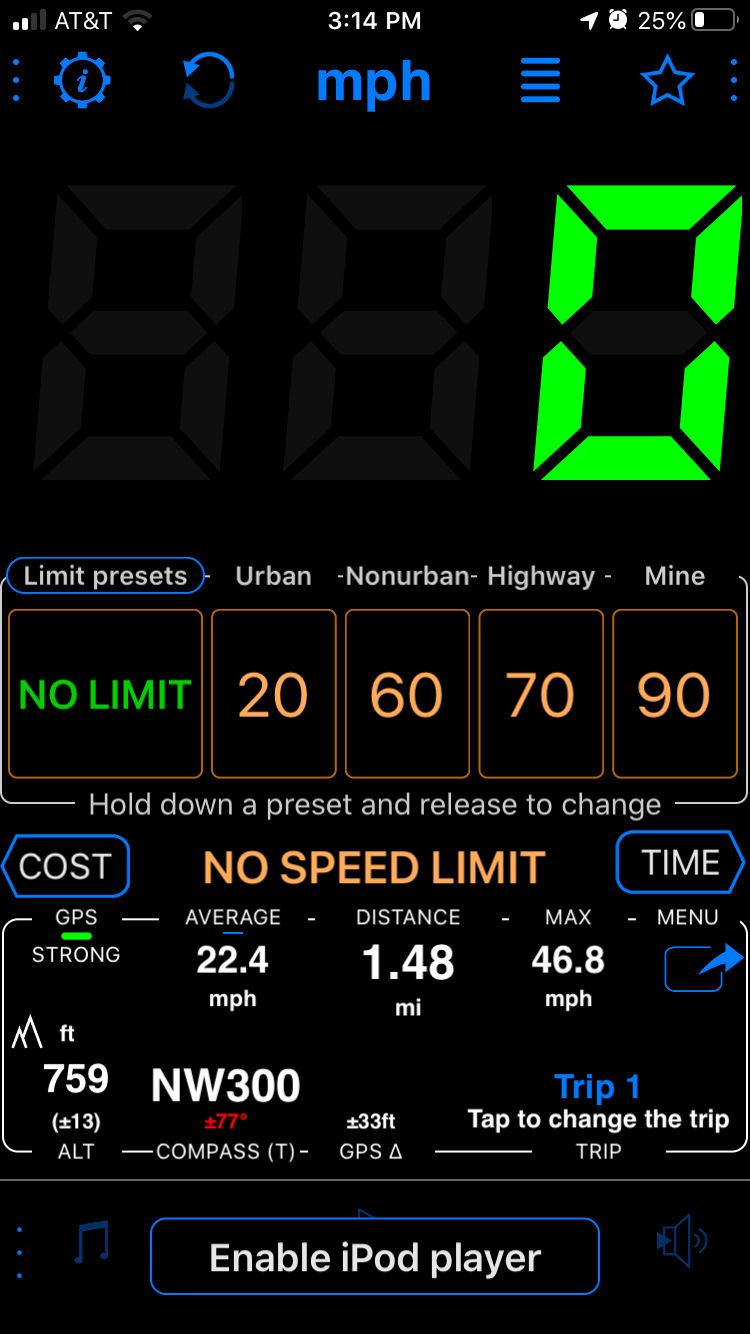 AT&T 3:14 PM 25%
i mph
0
Limit presets Urban Nonurban Highway Mine
NO LIMIT 20 60 70 90
Hold down a preset and release to change
COST NO SPEED LIMIT TIME
GPS AVERAGE DISTANCE MAX MENU
STRONG 22.4 1.48 46.8
mph mi mph
ft
759 NW300 Trip 1
(±13) ±77° ±33ft Tap to change the trip
ALT COMPASS (T) GPS Δ TRIP
Enable iPod player